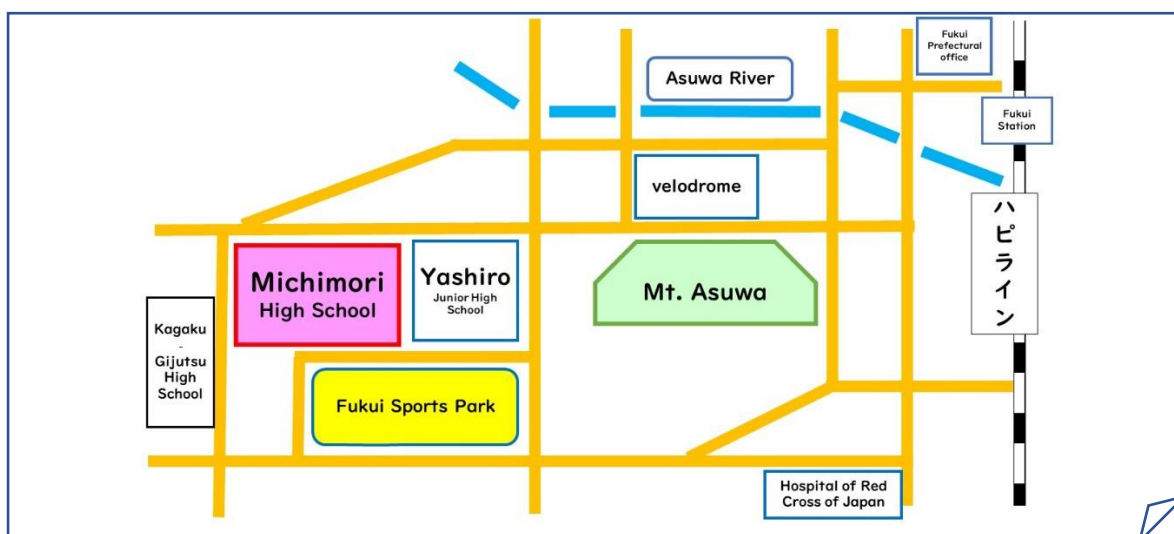 Fukui
Prefectural
office
Asuwa River
Fukui
Station
velodrome
ハピライン
Michimori
High School
Yashiro
Junior High
School
Mt. Asuwa
Kagaku
-
Gijutsu
High
School
Fukui Sports Park
Hospital of Red
Cross of Japan